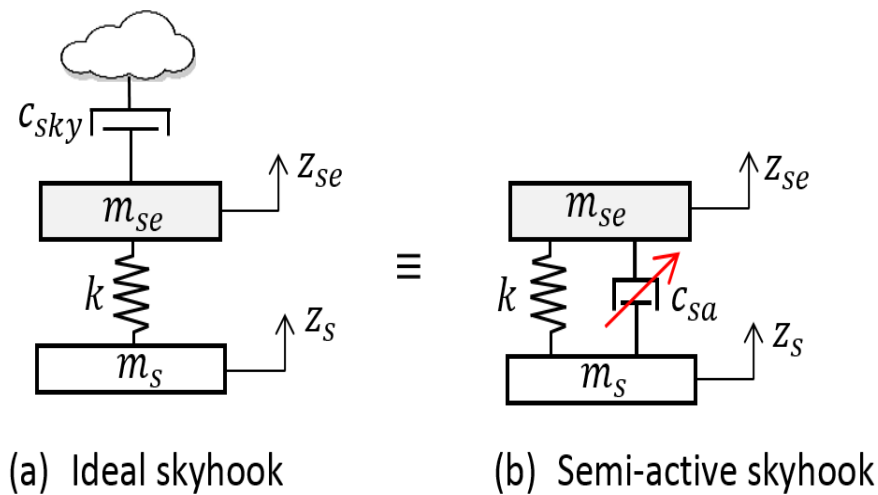 c_sky
z_se
m_se
k
z_s
m_s
(a) Ideal skyhook
≡
z_se
m_se
k
c_sa
z_s
m_s
(b) Semi-active skyhook